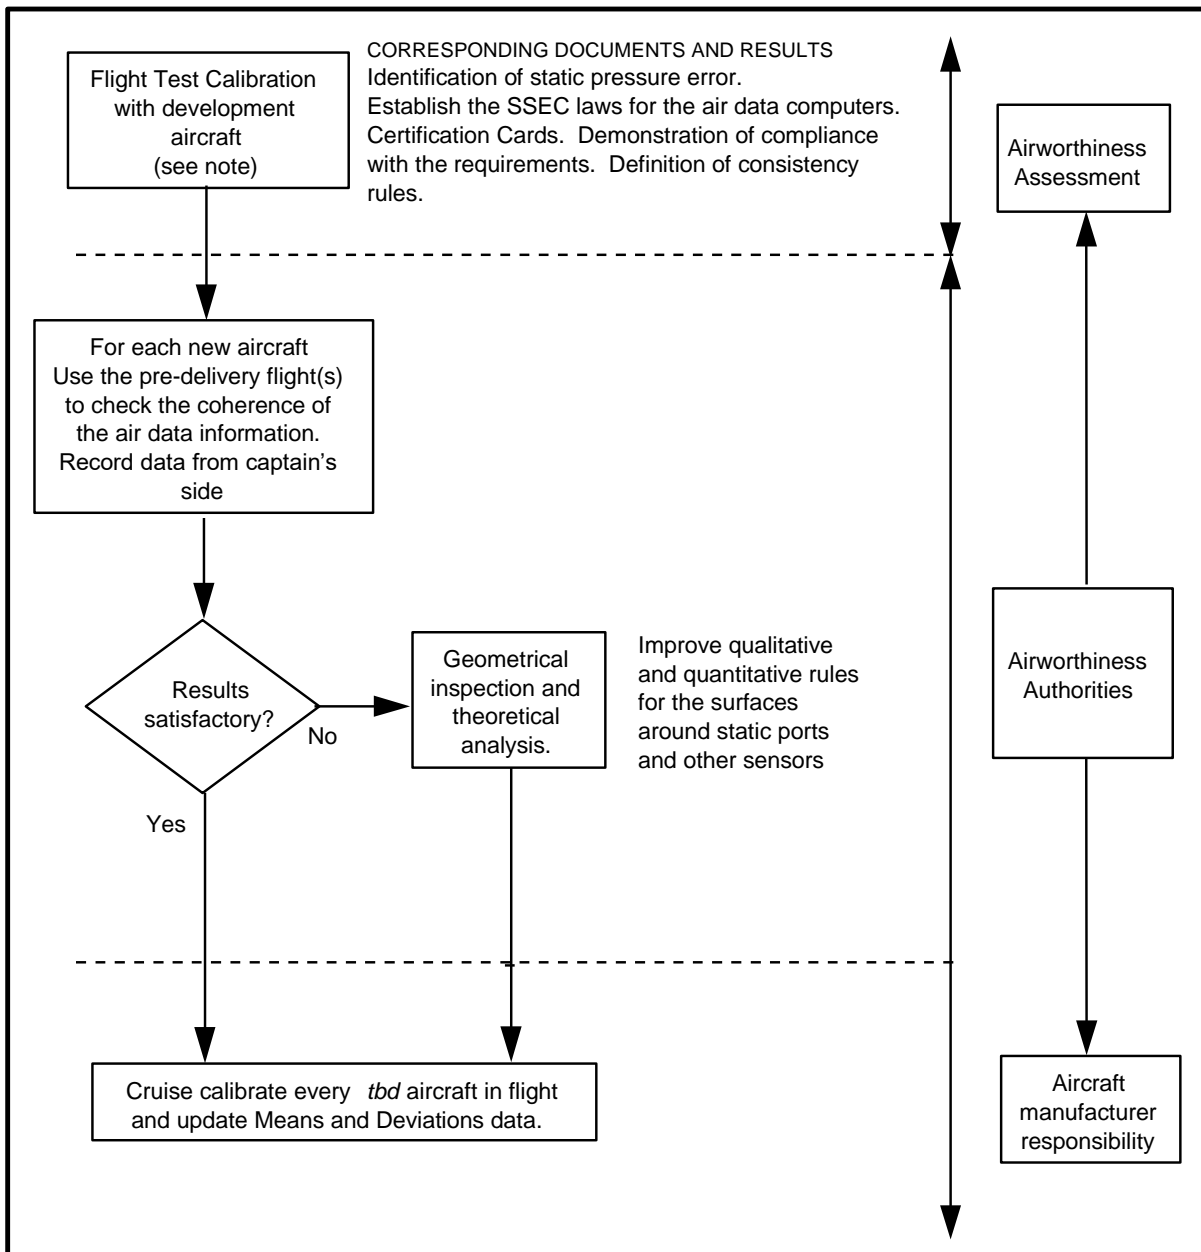 Flight Test Calibration
with development
aircraft
(see note)
CORRESPONDING DOCUMENTS AND RESULTS
Identification of static pressure error.
Establish the SSEC laws for the air data computers.
Certification Cards.  Demonstration of compliance
with the requirements.  Definition of consistency
rules.
Airworthiness
Assessment
For each new aircraft
Use the pre-delivery flight(s)
to check the coherence of
the air data information.
Record data from captain's
side
Results
satisfactory?
No
Yes
Geometrical
inspection and
theoretical
analysis.
Improve qualitative
and quantitative rules
for the surfaces
around static ports
and other sensors
Airworthiness
Authorities
Cruise calibrate every tbd aircraft in flight
and update Means and Deviations data.
Aircraft
manufacturer
responsibility